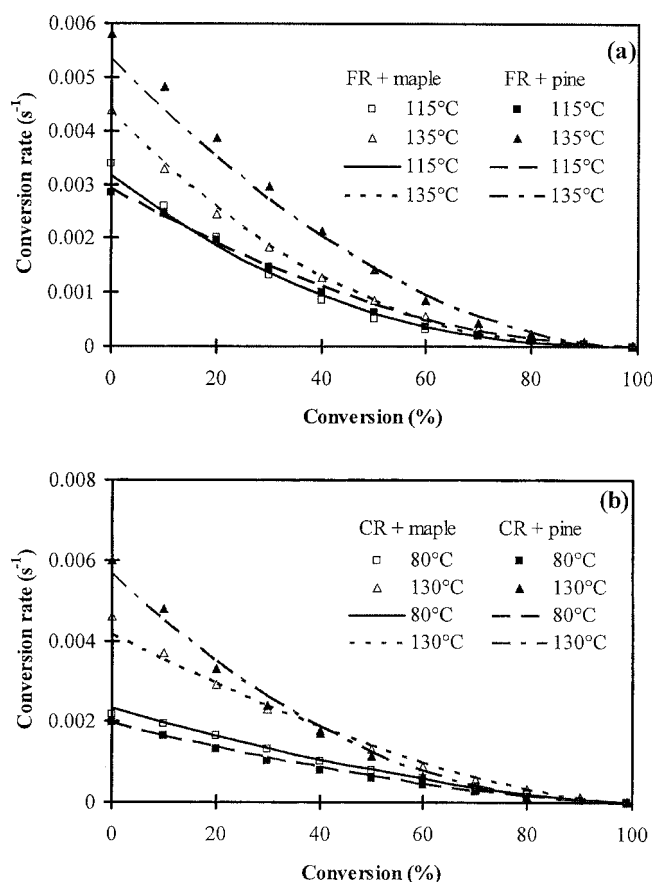 0.006
(a)
0.005
0.004
0.003
0.002
0.001
0
Conversion rate (s⁻¹)
FR + maple FR + pine
115°C 115°C
135°C 135°C
115°C 115°C
135°C 135°C
0 20 40 60 80 100
Conversion (%)
0.008
(b)
0.006
0.004
0.002
0
Conversion rate (s⁻¹)
CR + maple CR + pine
80°C 80°C
130°C 130°C
80°C 80°C
130°C 130°C
0 20 40 60 80 100
Conversion (%)